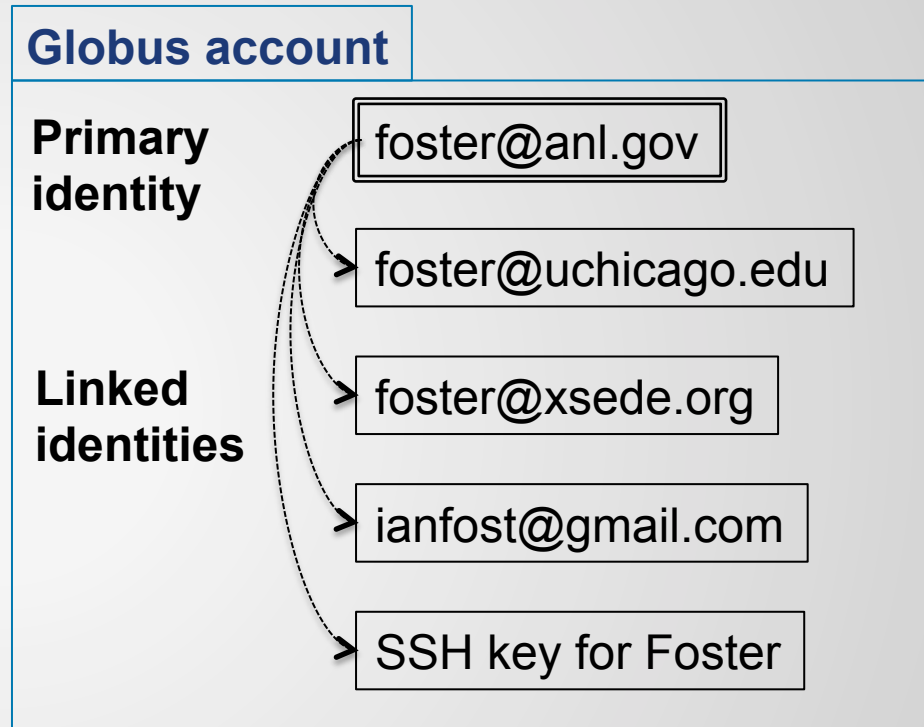 Globus account
Primary
identity
foster@anl.gov
foster@uchicago.edu
Linked
identities
foster@xsede.org
ianfost@gmail.com
SSH key for Foster